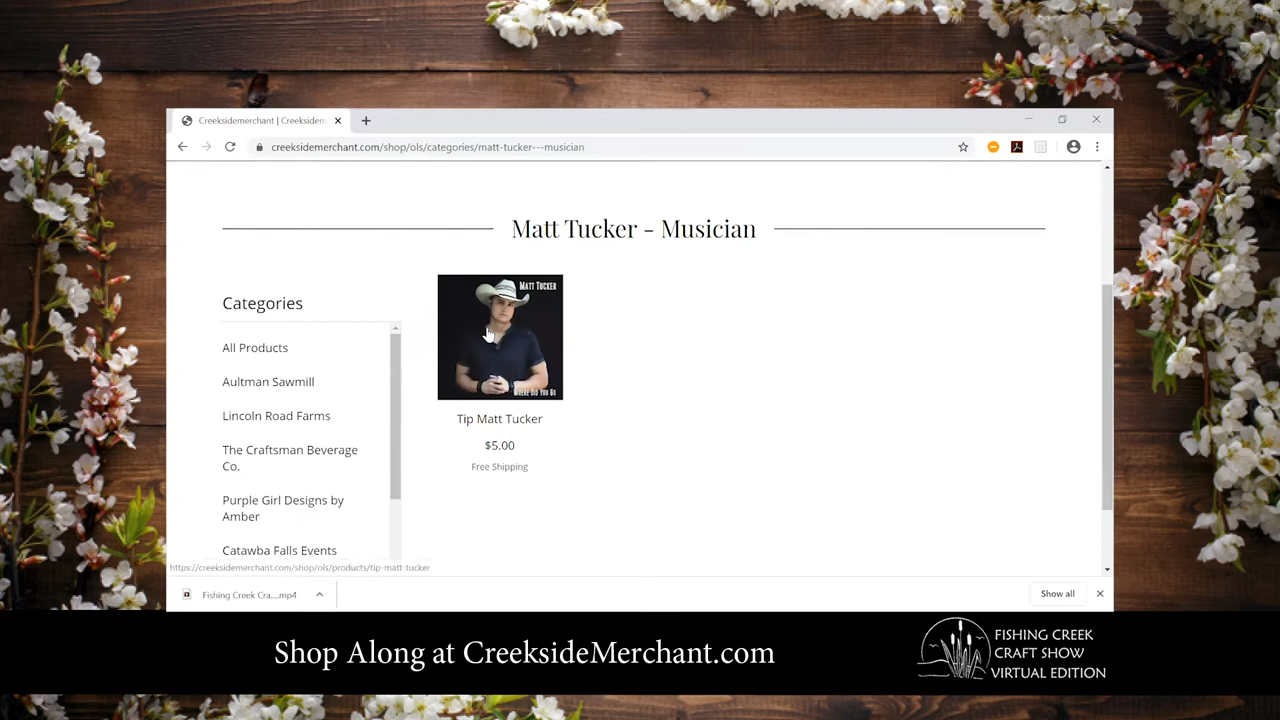 Creeksidemerchant | Creeksidem
creeksidemerchant.com/shop/ols/categories/matt-tucker---musician
Matt Tucker - Musician
Categories
All Products
Aultman Sawmill
Lincoln Road Farms
The Craftsman Beverage
Co.
Purple Girl Designs by
Amber
Catawba Falls Events
MATT TUCKER
WHERE DID YOU GO
Tip Matt Tucker
$5.00
Free Shipping
https://creeksidemerchant.com/shop/ols/products/tip-matt-tucker
Fishing Creek Cra....mp4
Show all
Shop Along at CreeksideMerchant.com
FISHING CREEK
CRAFT SHOW
VIRTUAL EDITION